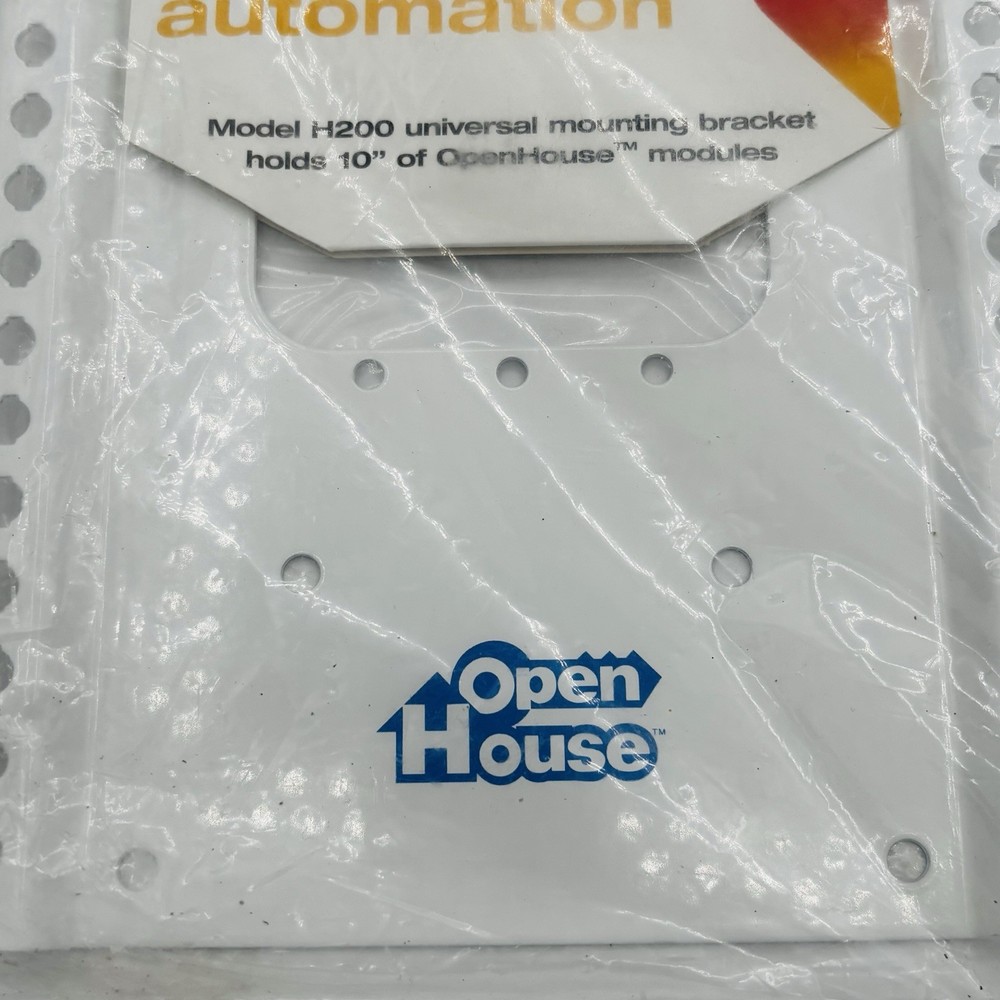 automation
Model H200 universal mounting bracket
holds 10” of OpenHouse™ modules
Open
House™